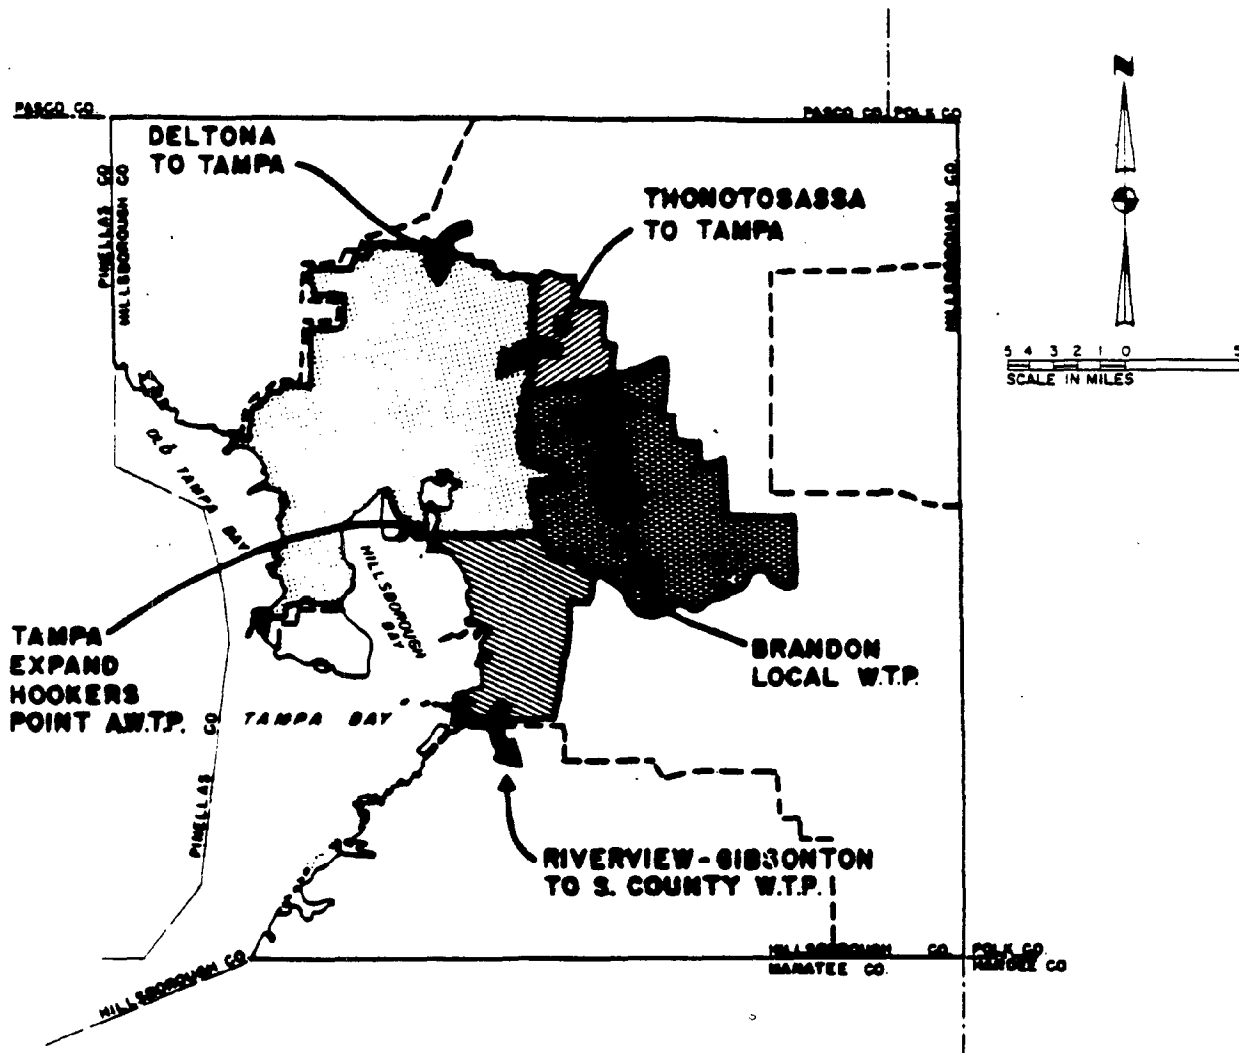 PASCO CO.
PASCO CO.
POLK CO
N
DELTONA
TO TAMPA
THONOTOSASSA
TO TAMPA
PINELLAS CO
HILLSBOROUGH CO
HILLSBOROUGH CO.
5 4 3 2 1 0 5
SCALE IN MILES
OLD TAMPA BAY
HILLSBOROUGH
BAY
TAMPA
EXPAND
HOOKERS
POINT A.W.T.P.
TAMPA BAY
BRANDON
LOCAL W.T.P.
PINELLAS CO
RIVERVIEW-GIBSONTON
TO S. COUNTY W.T.P.
HILLSBOROUGH CO.
HILLSBOROUGH CO.
MANATEE CO.
POLK CO.